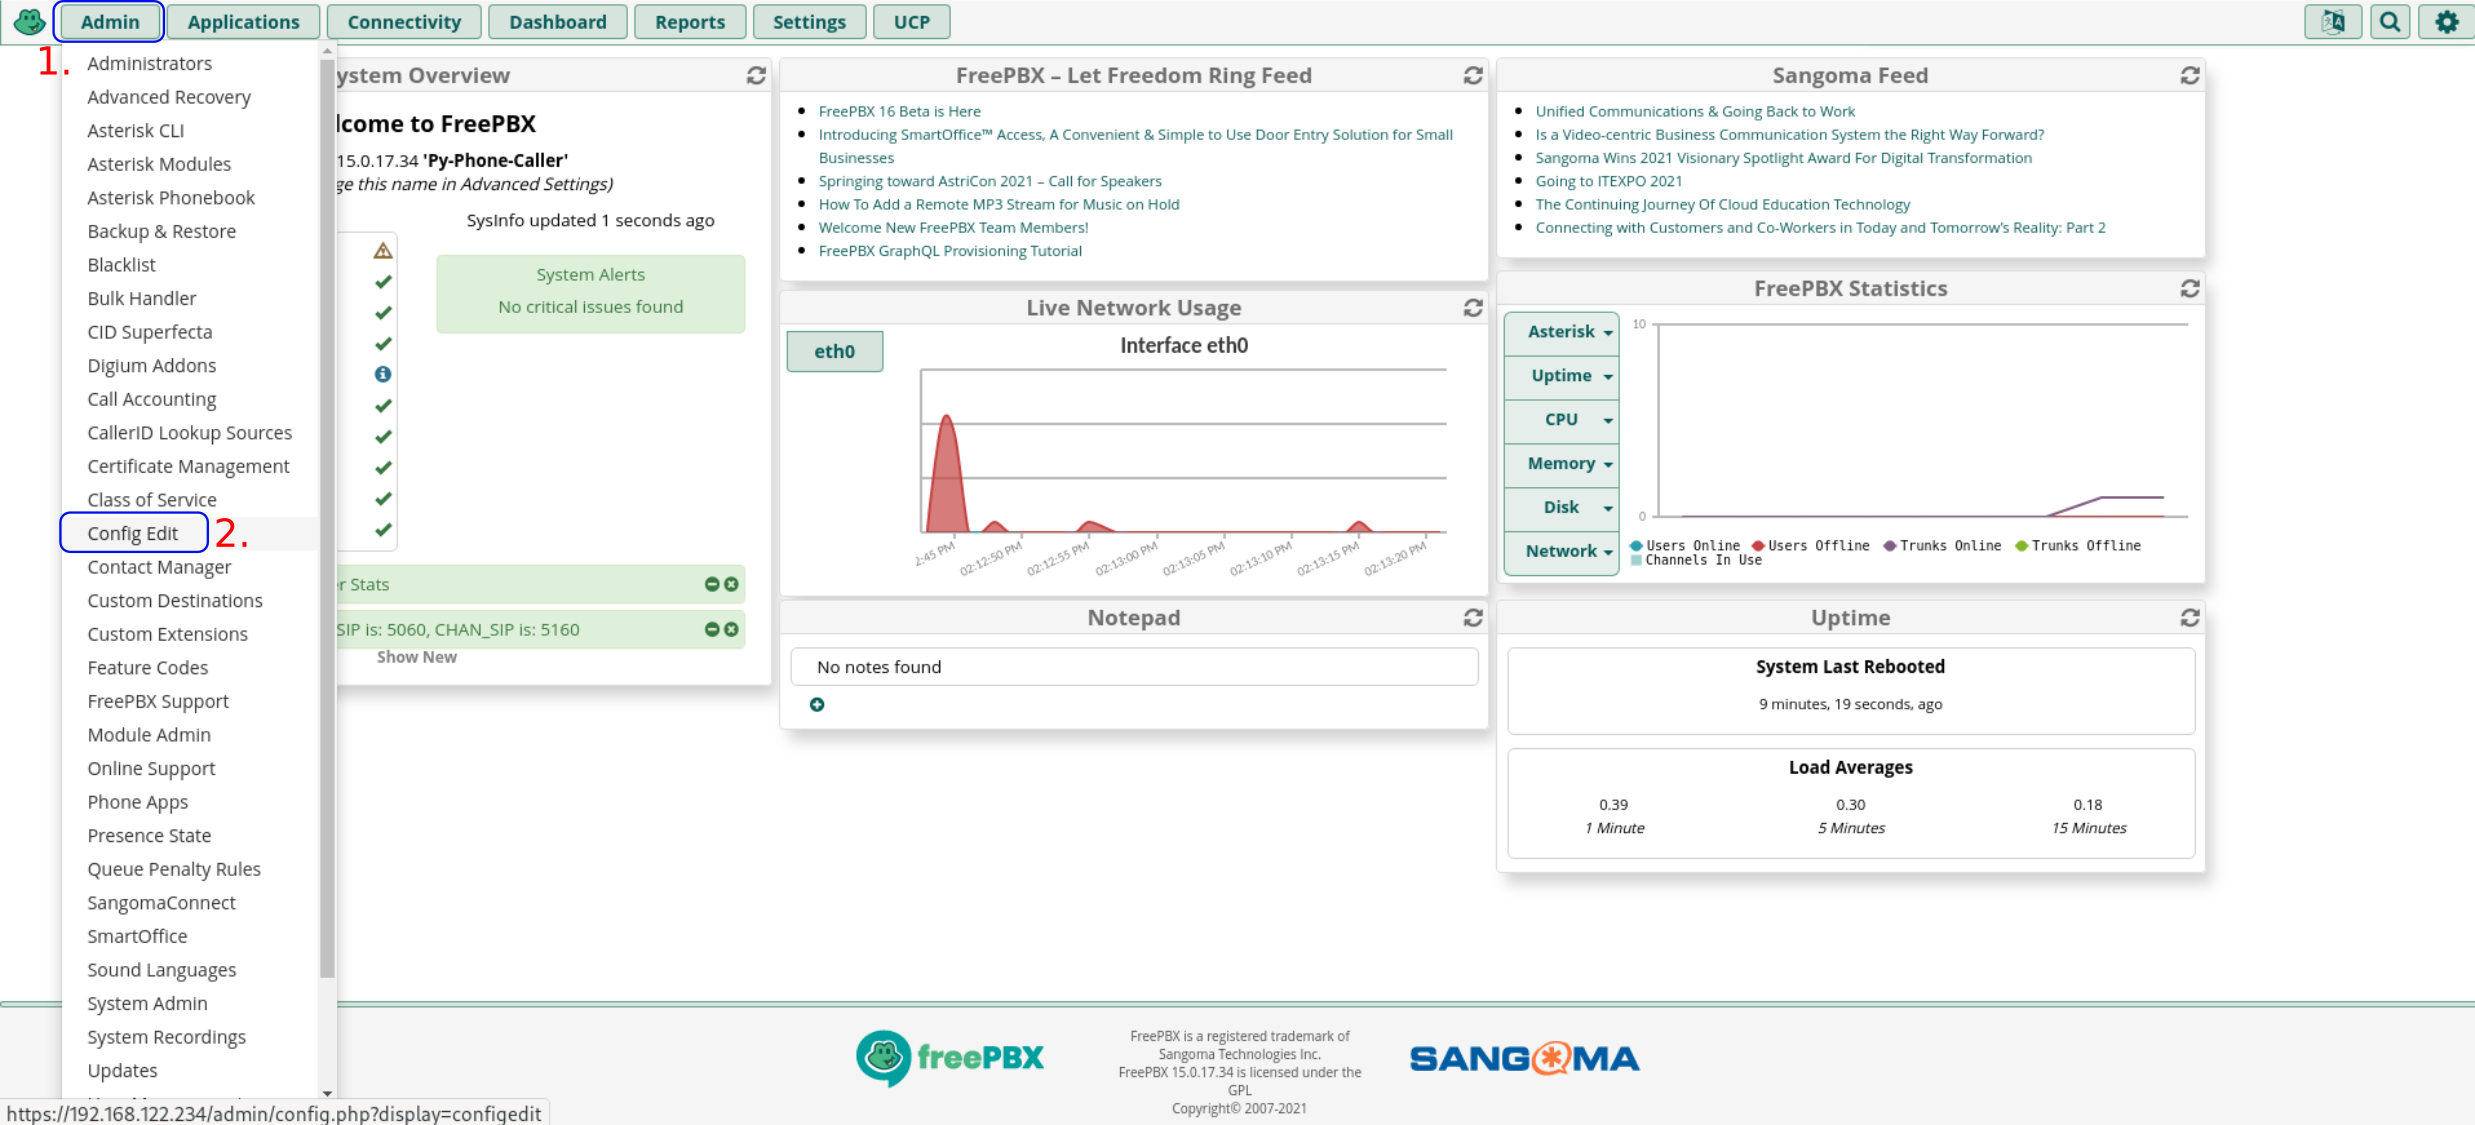 Admin Applications Connectivity Dashboard Reports Settings UCP
1.
Administrators
Advanced Recovery
Asterisk CLI
Asterisk Modules
Asterisk Phonebook
Backup & Restore
Blacklist
Bulk Handler
CID Superfecta
Digium Addons
Call Accounting
CallerID Lookup Sources
Certificate Management
Class of Service
Config Edit 2.
Contact Manager
Custom Destinations
Custom Extensions
Feature Codes
FreePBX Support
Module Admin
Online Support
Phone Apps
Presence State
Queue Penalty Rules
SangomaConnect
SmartOffice
Sound Languages
System Admin
System Recordings
Updates
ystem Overview
lcome to FreePBX
15.0.17.34 'Py-Phone-Caller'
ge this name in Advanced Settings)
SysInfo updated 1 seconds ago
System Alerts
No critical issues found
r Stats
SIP is: 5060, CHAN_SIP is: 5160
Show New
FreePBX – Let Freedom Ring Feed
FreePBX 16 Beta is Here
Introducing SmartOffice™ Access, A Convenient & Simple to Use Door Entry Solution for Small
Businesses
Springing toward AstriCon 2021 – Call for Speakers
How To Add a Remote MP3 Stream for Music on Hold
Welcome New FreePBX Team Members!
FreePBX GraphQL Provisioning Tutorial
Live Network Usage
eth0
Interface eth0
2:45 PM 02:12:50 PM 02:12:55 PM 02:13:00 PM 02:13:05 PM 02:13:10 PM 02:13:15 PM 02:13:20 PM
Notepad
No notes found
Sangoma Feed
Unified Communications & Going Back to Work
Is a Video-centric Business Communication System the Right Way Forward?
Sangoma Wins 2021 Visionary Spotlight Award For Digital Transformation
Going to ITEXPO 2021
The Continuing Journey Of Cloud Education Technology
Connecting with Customers and Co-Workers in Today and Tomorrow's Reality: Part 2
FreePBX Statistics
Asterisk
Uptime
CPU
Memory
Disk
Network
10
0
Users Online Users Offline Trunks Online Trunks Offline
Channels In Use
Uptime
System Last Rebooted
9 minutes, 19 seconds, ago
Load Averages
0.39 0.30 0.18
1 Minute 5 Minutes 15 Minutes
freePBX
FreePBX is a registered trademark of
Sangoma Technologies Inc.
FreePBX 15.0.17.34 is licensed under the
GPL
Copyright© 2007-2021
SANGOMA
https://192.168.122.234/admin/config.php?display=configedit